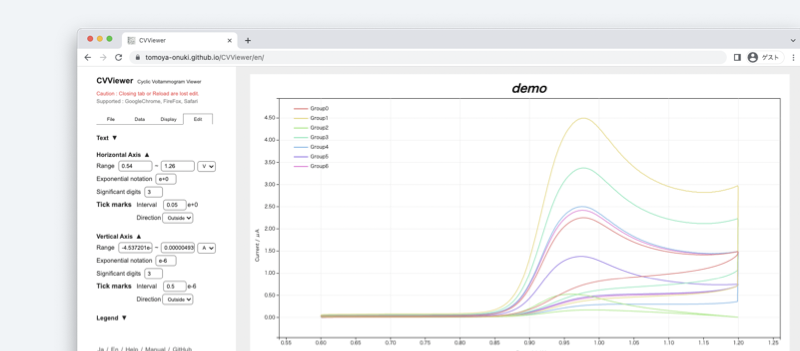 CVViewer
tomoya-onuki.github.io/CVViewer/en/
ゲスト
CVViewer Cyclic Voltammogram Viewer
Caution : Closing tab or Reload are lost edit.
Supported : GoogleChrome, FireFox, Safari
File Data Display Edit
Text ▼
Horizontal Axis ▲
Range 0.54 ~ 1.26 V
Exponential notation e+0
Significant digits 3
Tick marks Interval 0.05 e+0
Direction Outside
Vertical Axis ▲
Range -4.537201e- ~ 0.00000493 A
Exponential notation e-6
Significant digits 3
Tick marks Interval 0.5 e-6
Direction Outside
Legend ▼
Ja / En / Help / Manual / GitHub
demo
Group0
Group1
Group2
Group3
Group4
Group5
Group6
Current / μA
4.50
4.00
3.50
3.00
2.50
2.00
1.50
1.00
0.50
0.00
0.55 0.60 0.65 0.70 0.75 0.80 0.85 0.90 0.95 1.00 1.05 1.10 1.15 1.20 1.25